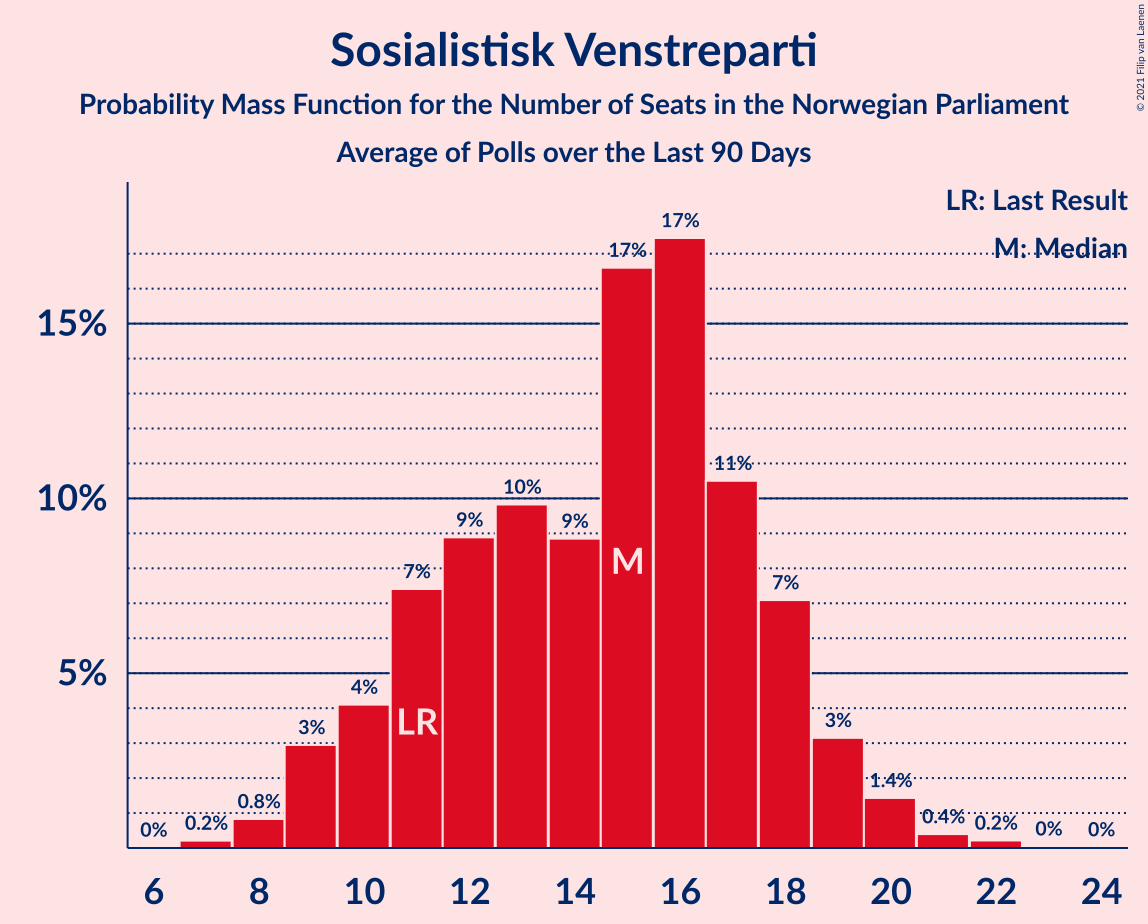 Sosialistisk Venstreparti
Probability Mass Function for the Number of Seats in the Norwegian Parliament
Average of Polls over the Last 90 Days
© 2021 Filip van Laenen
LR: Last Result
M: Median
15%
10%
5%
0%
0.2%
0.8%
3%
4%
7%
9%
10%
9%
17%
17%
11%
7%
3%
1.4%
0.4%
0.2%
0%
0%
LR
M
6 8 10 12 14 16 18 20 22 24